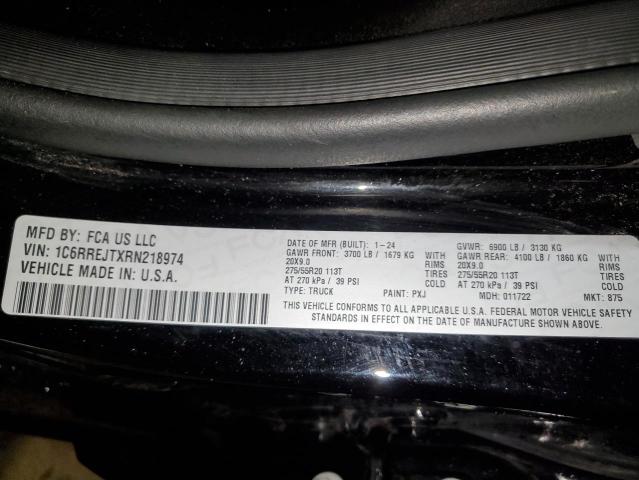 MFD BY: FCA US LLC
VIN: 1C6RREJTXRN218974
VEHICLE MADE IN U.S.A.
DATE OF MFR (BUILT): 1-24 GVWR: 6900 LB / 3130 KG
GAWR FRONT: 3700 LB / 1679 KG WITH GAWR REAR: 4100 LB / 1860 KG WITH
20X9.0 RIMS 20X9.0 RIMS
275/55R20 113T TIRES 275/55R20 113T TIRES
AT 270 kPa / 39 PSI COLD AT 270 kPa / 39 PSI COLD
TYPE: TRUCK PAINT: PXJ MDH: 011722 MKT: 875
THIS VEHICLE CONFORMS TO ALL APPLICABLE U.S.A. FEDERAL MOTOR VEHICLE SAFETY
STANDARDS IN EFFECT ON THE DATE OF MANUFACTURE SHOWN ABOVE.